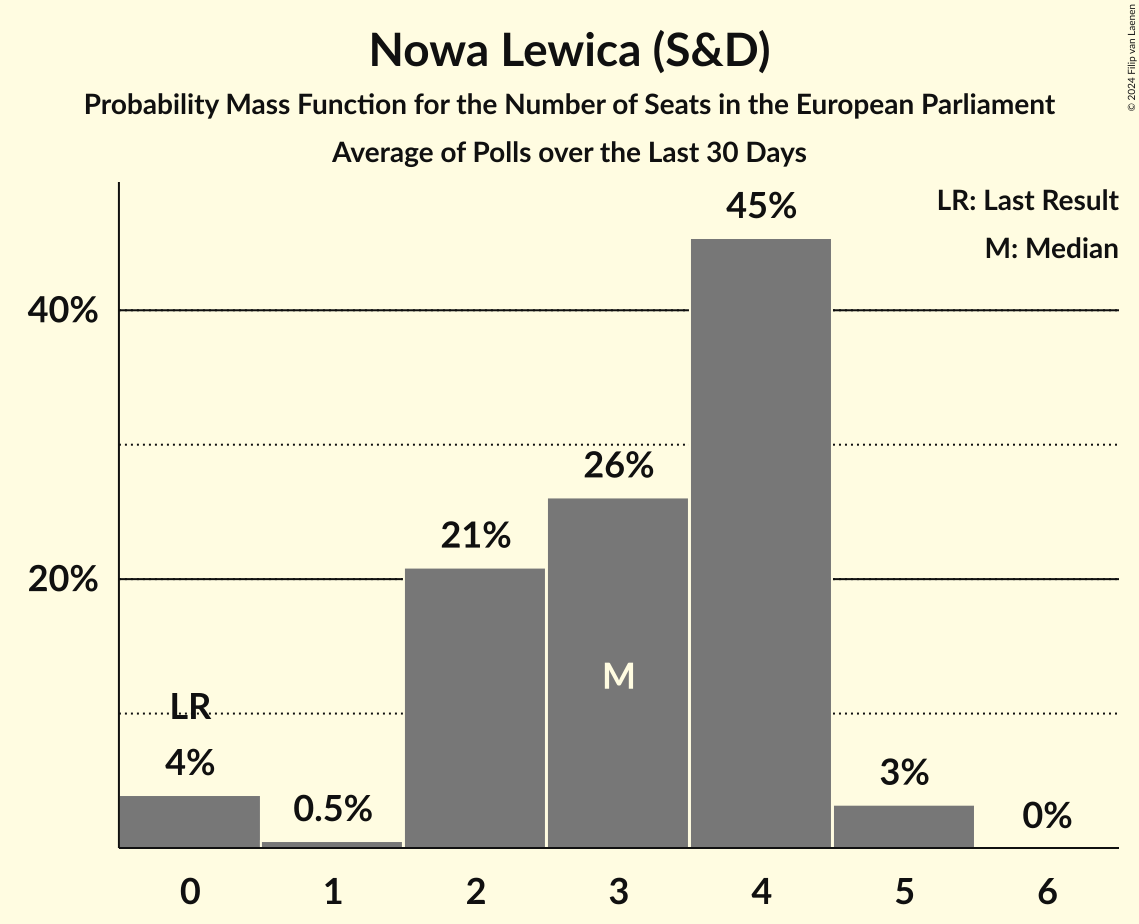 Nowa Lewica (S&D)
Probability Mass Function for the Number of Seats in the European Parliament
Average of Polls over the Last 30 Days
© 2024 Filip van Laenen
LR: Last Result
M: Median
45%
40%
26%
21%
20%
M
LR
4%
0.5%
3%
0%
0 1 2 3 4 5 6